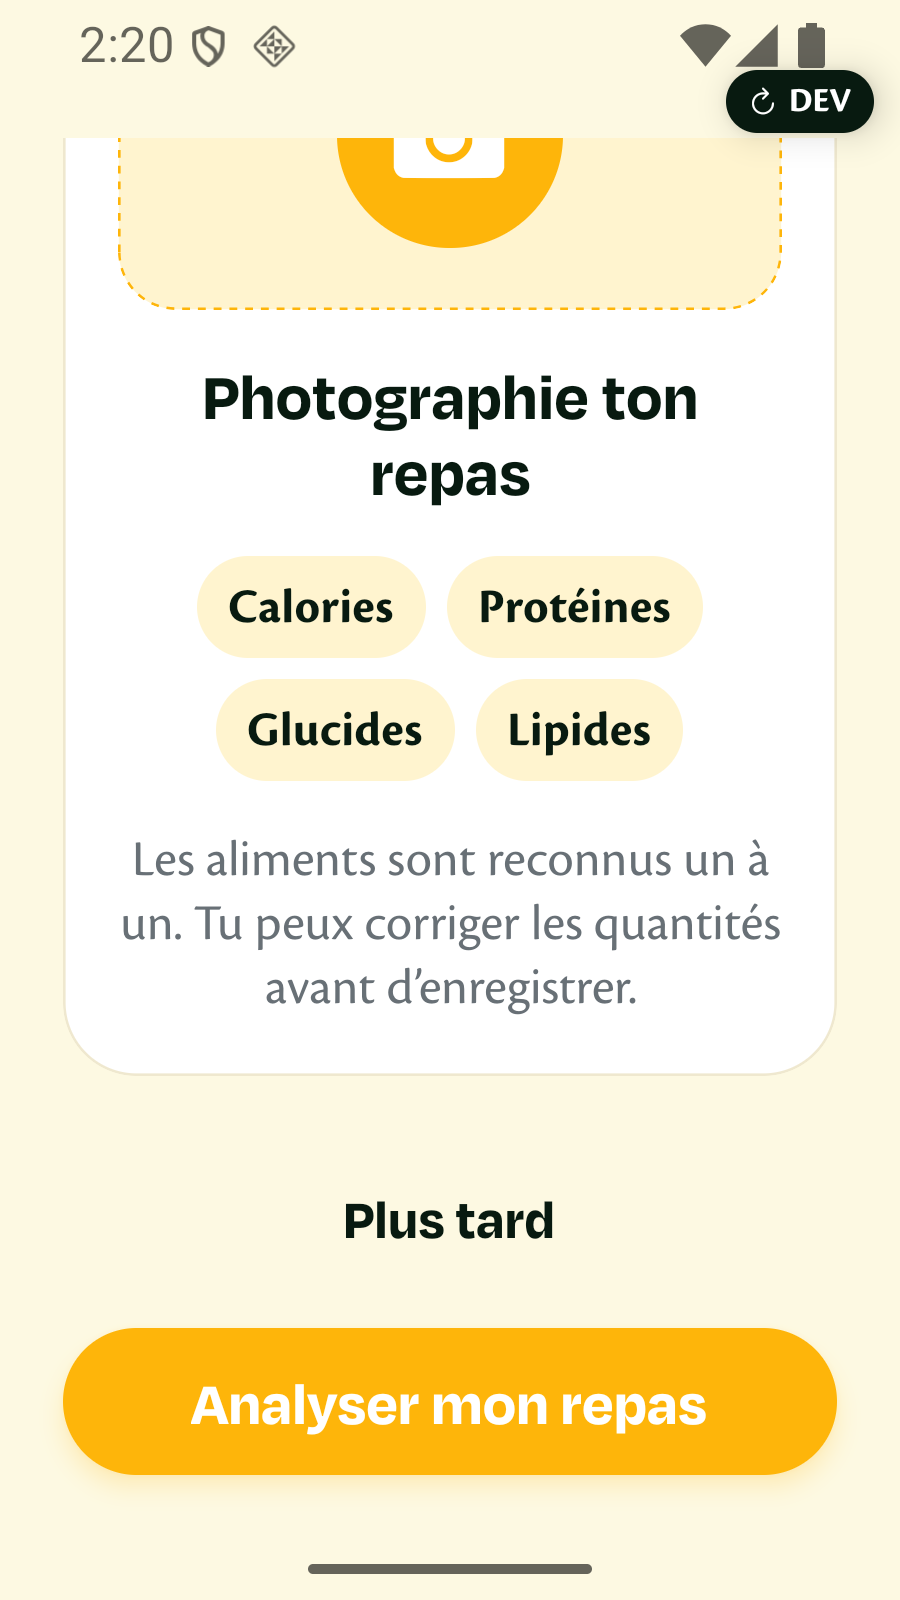 2:20
DEV
Photographie ton
repas
Calories Protéines
Glucides Lipides
Les aliments sont reconnus un à
un. Tu peux corriger les quantités
avant d’enregistrer.
Plus tard
Analyser mon repas